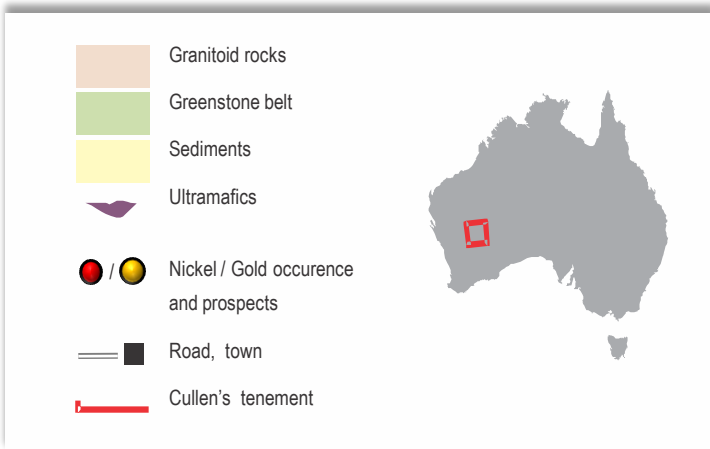 Granitoid rocks
Greenstone belt
Sediments
Ultramafics
/ Nickel / Gold occurence
and prospects
Road, town
Cullen’s tenement